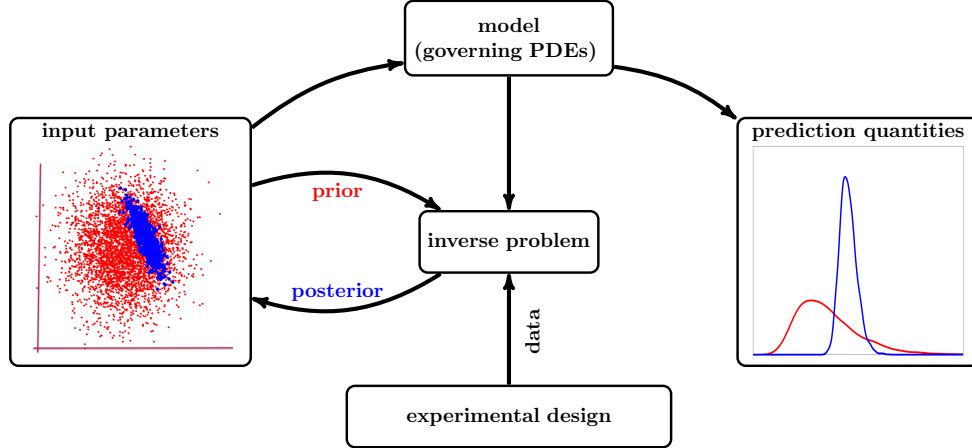 model
(governing PDEs)
input parameters
prediction quantities
prior
inverse problem
posterior
data
experimental design